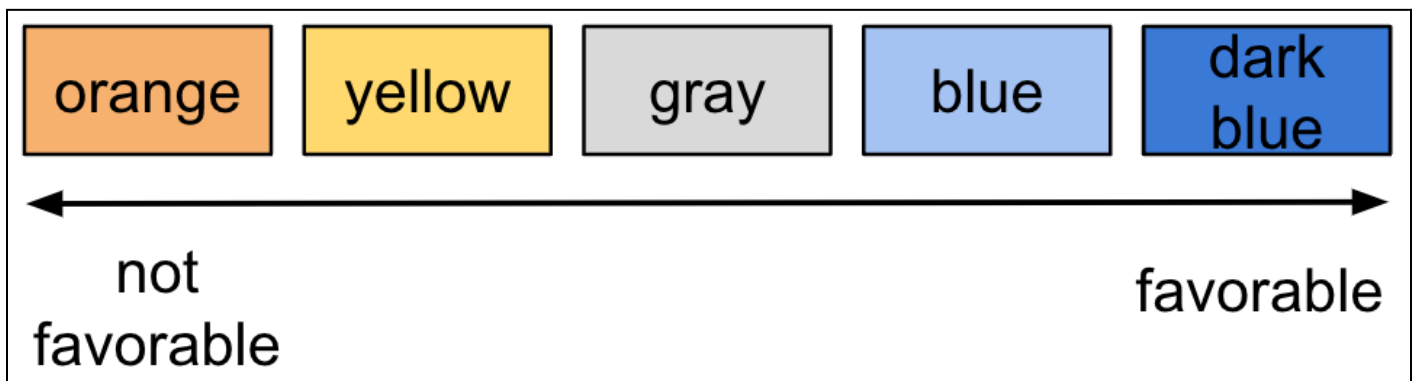 orange
yellow
gray
blue
dark
blue
not
favorable
favorable